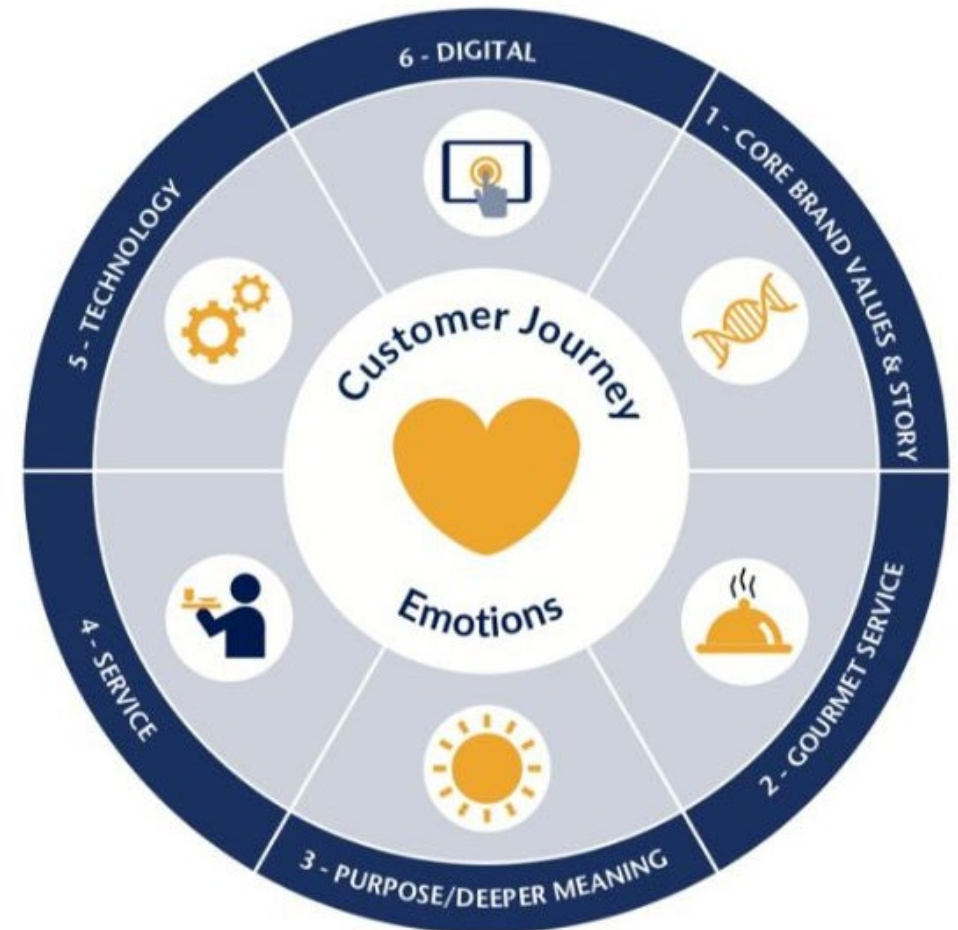 6 - DIGITAL
1 - CORE BRAND VALUES & STORY
2 - GOURMET SERVICE
3 - PURPOSE/DEEPER MEANING
4 - SERVICE
5 - TECHNOLOGY
Customer Journey
Emotions